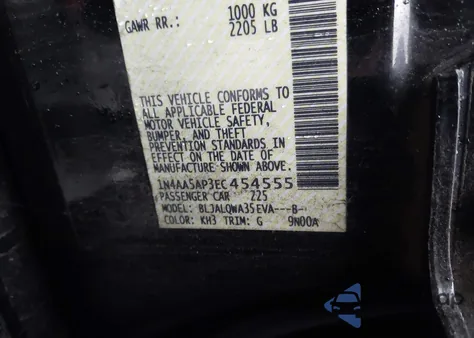 GAWR RR.: 1000 KG
2205 LB
THIS VEHICLE CONFORMS TO
ALL APPLICABLE FEDERAL
MOTOR VEHICLE SAFETY,
BUMPER, AND THEFT
PREVENTION STANDARDS IN
EFFECT ON THE DATE OF
MANUFACTURE SHOWN ABOVE.
1N4AA5AP3EC454555
PASSENGER CAR 225
MODEL: BLJALQWA35EVA---B-
COLOR: KH3 TRIM: G 9N00A